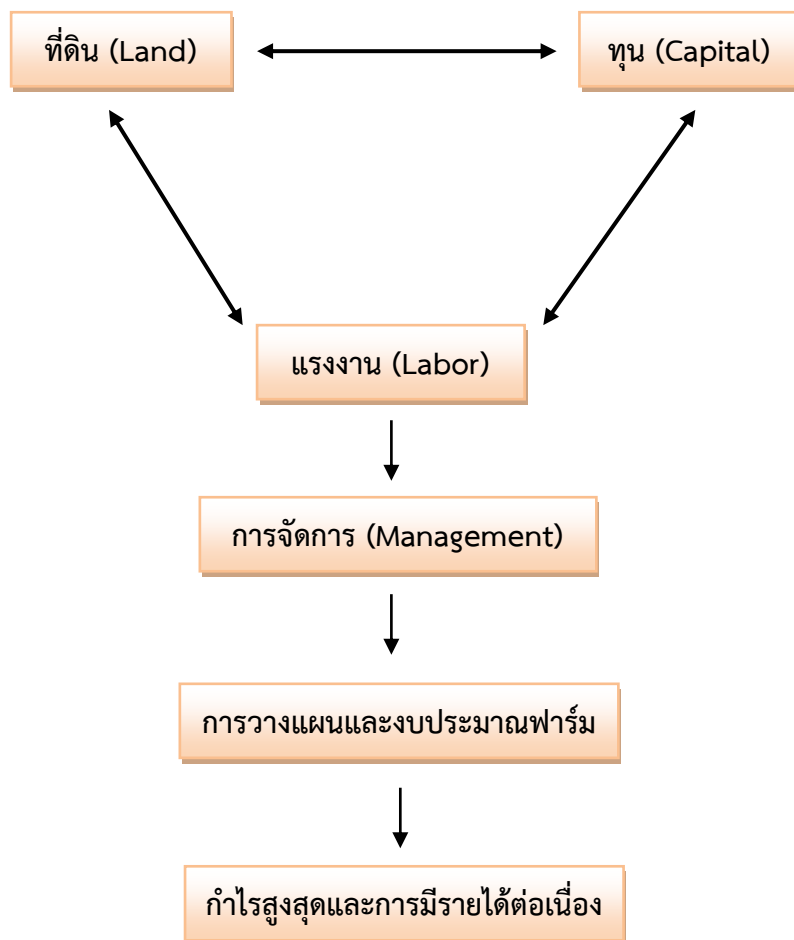 ที่ดิน (Land)
ทุน (Capital)
แรงงาน (Labor)
การจัดการ (Management)
การวางแผนและงบประมาณฟาร์ม
กำไรสูงสุดและการมีรายได้ต่อเนื่อง